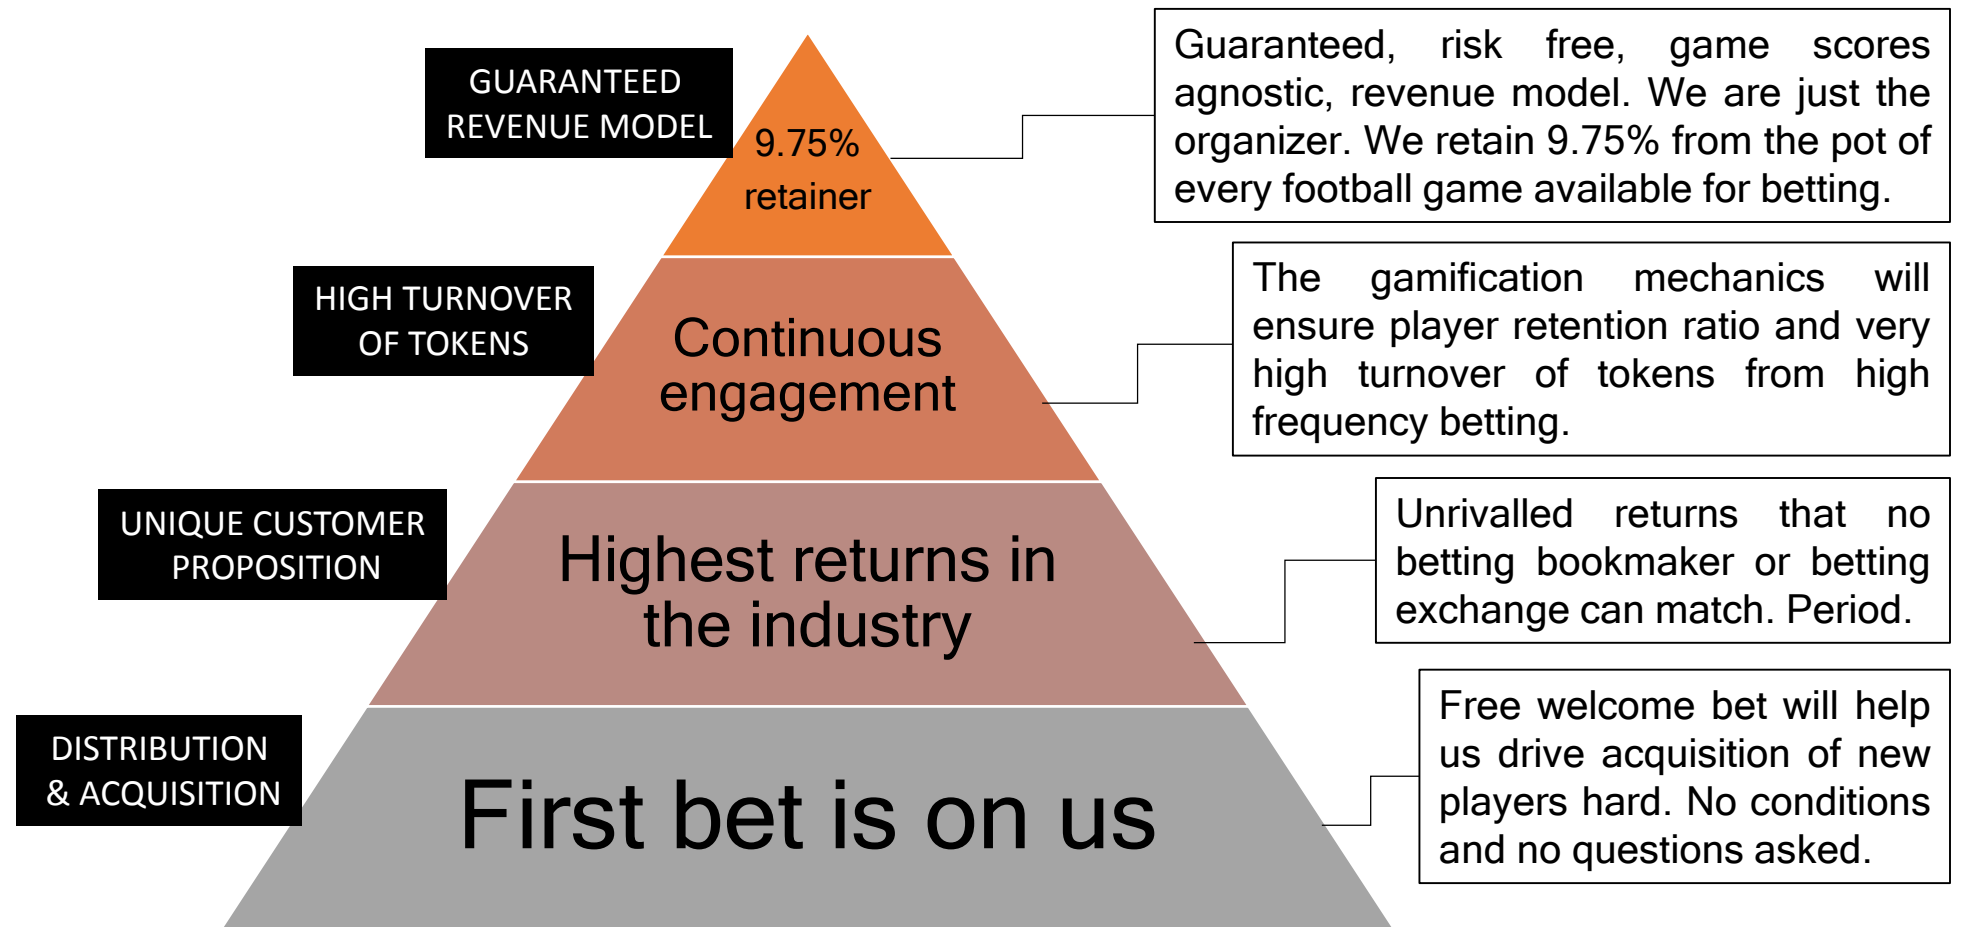 GUARANTEED
REVENUE MODEL
9.75%
retainer
Guaranteed, risk free, game scores
agnostic, revenue model. We are just the
organizer. We retain 9.75% from the pot of
every football game available for betting.
HIGH TURNOVER
OF TOKENS
Continuous
engagement
The gamification mechanics will
ensure player retention ratio and very
high turnover of tokens from high
frequency betting.
UNIQUE CUSTOMER
PROPOSITION
Highest returns in
the industry
Unrivalled returns that no
betting bookmaker or betting
exchange can match. Period.
DISTRIBUTION
& ACQUISITION
First bet is on us
Free welcome bet will help
us drive acquisition of new
players hard. No conditions
and no questions asked.